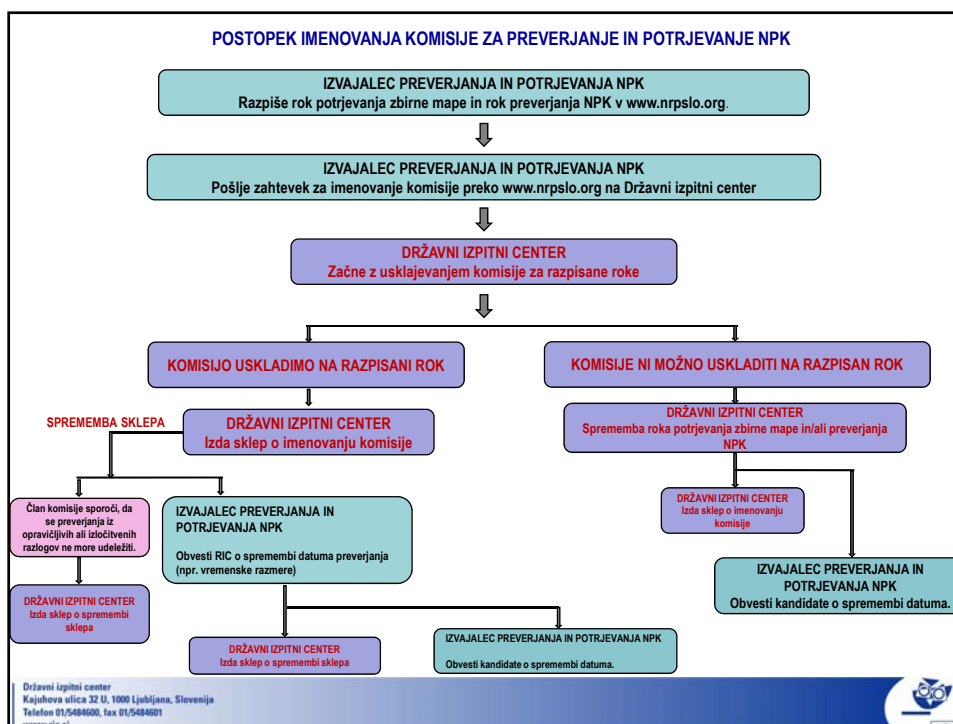 POSTOPEK IMENOVANJA KOMISIJE ZA PREVERJANJE IN POTRJEVANJE NPK
IZVAJALEC PREVERJANJA IN POTRJEVANJA NPK
Razpiše rok potrjevanja zbirne mape in rok preverjanja NPK v www.nrpslo.org.
IZVAJALEC PREVERJANJA IN POTRJEVANJA NPK
Pošlje zahtevek za imenovanje komisije preko www.nrpslo.org na Državni izpitni center
DRŽAVNI IZPITNI CENTER
Začne z usklajevanjem komisije za razpisane roke
KOMISIJO USKLADIMO NA RAZPISANI ROK
KOMISIJE NI MOŽNO USKLADITI NA RAZPISAN ROK
SPREMEMBA SKLEPA
DRŽAVNI IZPITNI CENTER
Izda sklep o imenovanju komisije
DRŽAVNI IZPITNI CENTER
Sprememba roka potrjevanja zbirne mape in/ali preverjanja
NPK
Član komisije sporoči, da
se preverjanja iz
opravičljivih ali izločitvenih
razlogov ne more udeležiti.
IZVAJALEC PREVERJANJA IN
POTRJEVANJA NPK
Obvesti RIC o spremembi datuma preverjanja
(npr. vremenske razmere)
DRŽAVNI IZPITNI CENTER
Izda sklep o imenovanju
komisije
IZVAJALEC PREVERJANJA IN
POTRJEVANJA NPK
Obvesti kandidate o spremembi datuma.
DRŽAVNI IZPITNI CENTER
Izda sklep o spremembi
sklepa
DRŽAVNI IZPITNI CENTER
Izda sklep o spremembi sklepa
IZVAJALEC PREVERJANJA IN POTRJEVANJA NPK
Obvesti kandidate o spremembi datuma.
Državni izpitni center
Kajuhova ulica 32 U, 1000 Ljubljana, Slovenija
Telefon 01/5484600, fax 01/5484601